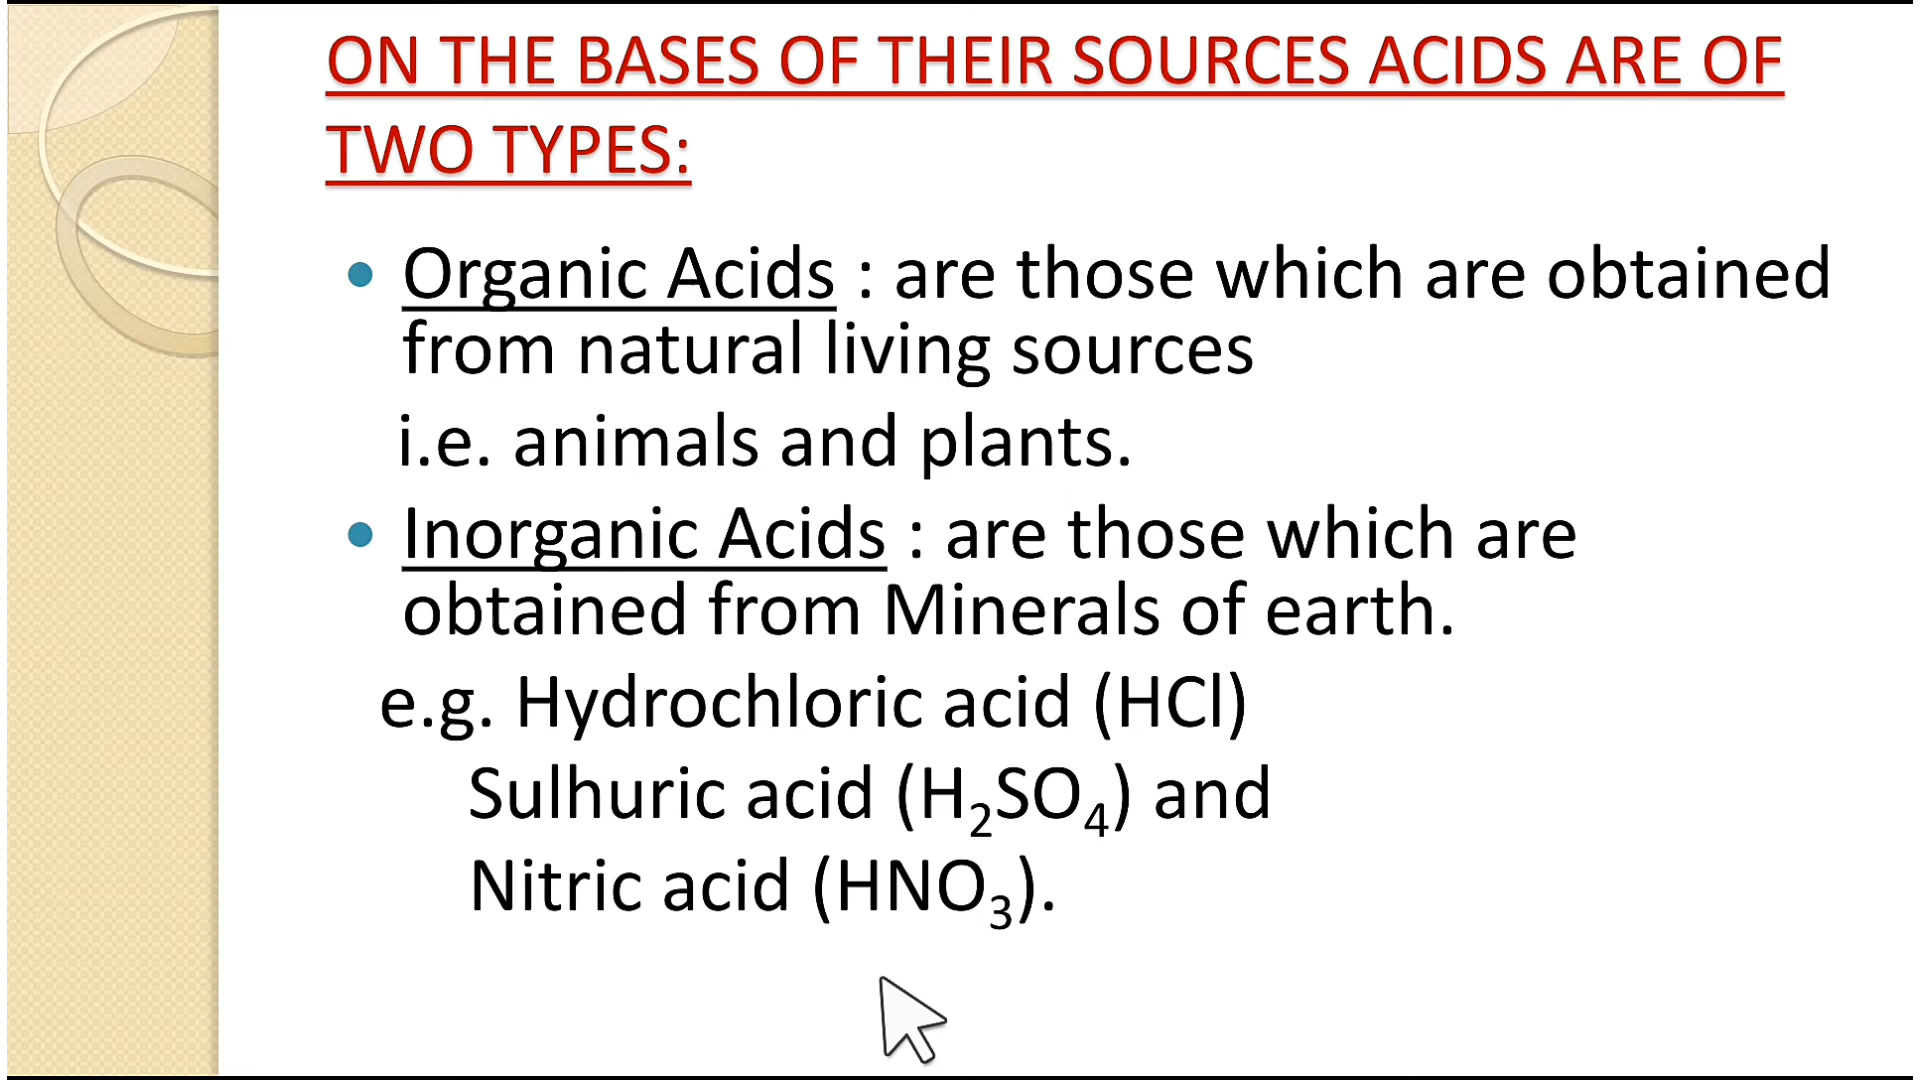 ON THE BASES OF THEIR SOURCES ACIDS ARE OF
TWO TYPES:
• Organic Acids : are those which are obtained
from natural living sources
i.e. animals and plants.
• Inorganic Acids : are those which are
obtained from Minerals of earth.
e.g. Hydrochloric acid (HCl)
Sulhuric acid (H₂SO₄) and
Nitric acid (HNO₃).